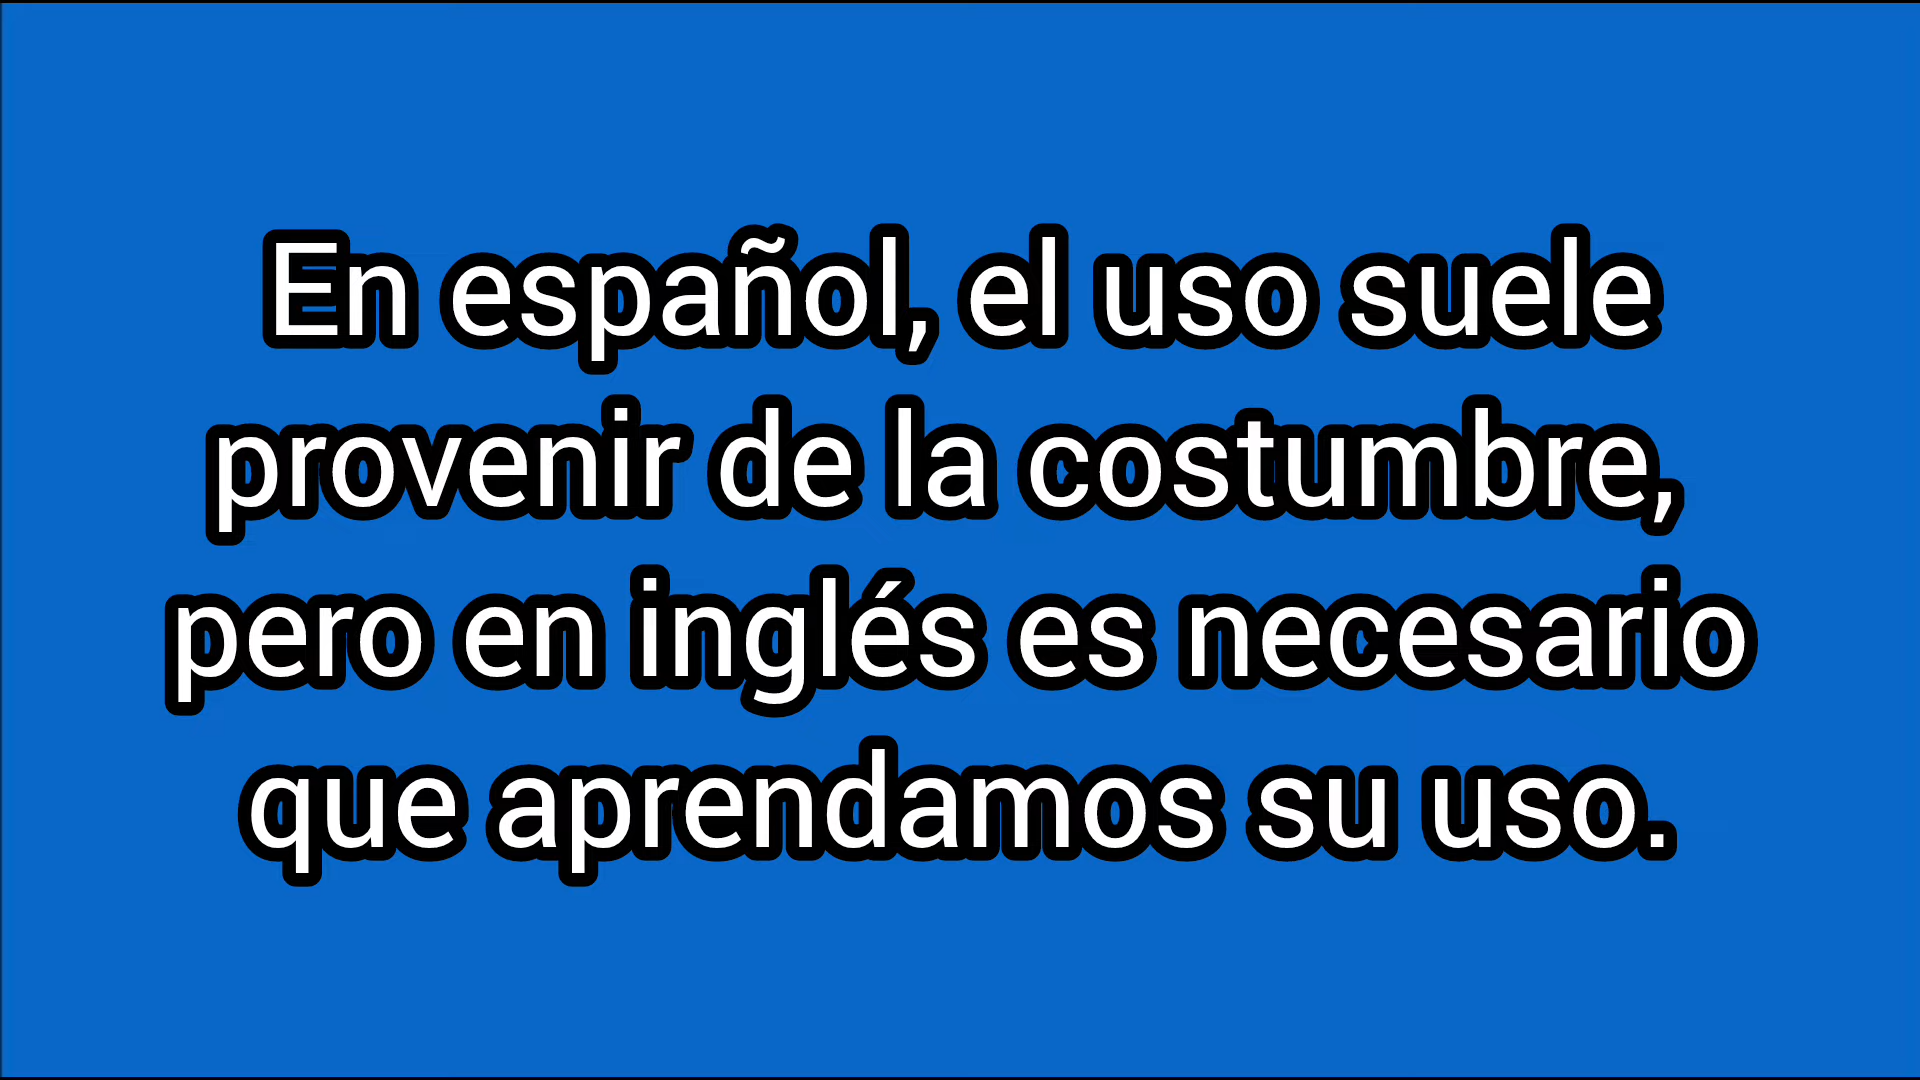 En español, el uso suele
provenir de la costumbre,
pero en inglés es necesario
que aprendamos su uso.